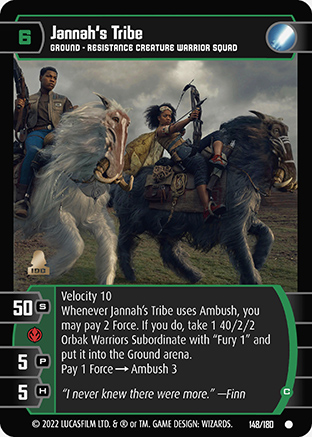 6
Jannah's Tribe
GROUND - RESISTANCE CREATURE WARRIOR SQUAD
190
50 S
5 P
5 H
Velocity 10
Whenever Jannah's Tribe uses Ambush, you
may pay 2 Force. If you do, take 1 40/2/2
Orbak Warriors Subordinate with “Fury 1” and
put it into the Ground arena.
Pay 1 Force → Ambush 3
“I never knew there were more.” —Finn
C
© 2022 LUCASFILM LTD. & ® or TM. GAME DESIGN: WIZARDS.
148/180